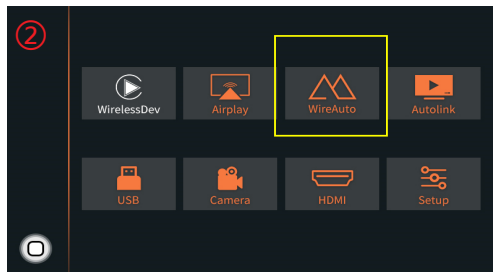 ②
WirelessDev
Airplay
WireAuto
Autolink
USB
Camera
HDMI
Setup